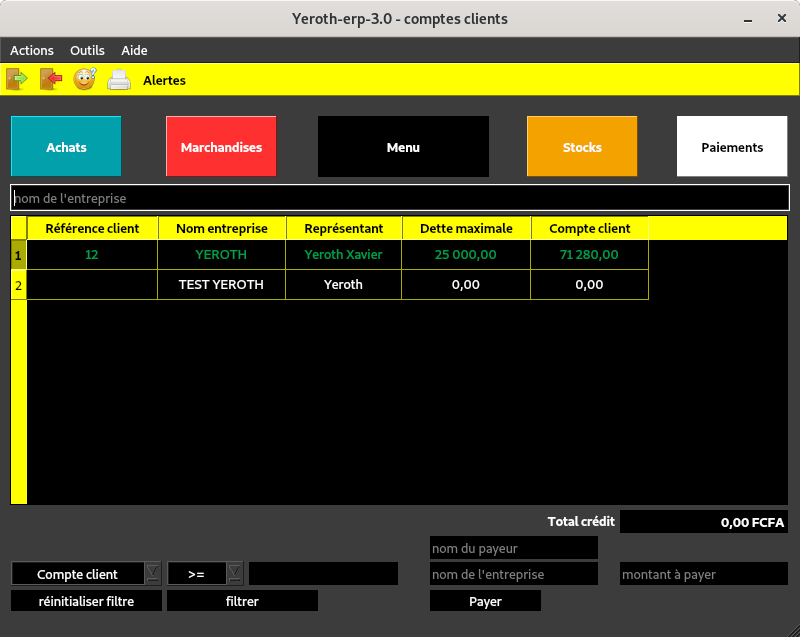 Yeroth-erp-3.0 - comptes clients
Actions Outils Aide
Alertes
Achats Marchandises Menu Stocks Paiements
nom de l'entreprise
Référence client Nom entreprise Représentant Dette maximale Compte client
1 12 YEROTH Yeroth Xavier 25 000,00 71 280,00
2 TEST YEROTH Yeroth 0,00 0,00
Total crédit 0,00 FCFA
nom du payeur
Compte client >= nom de l'entreprise montant à payer
réinitialiser filtre filtrer Payer